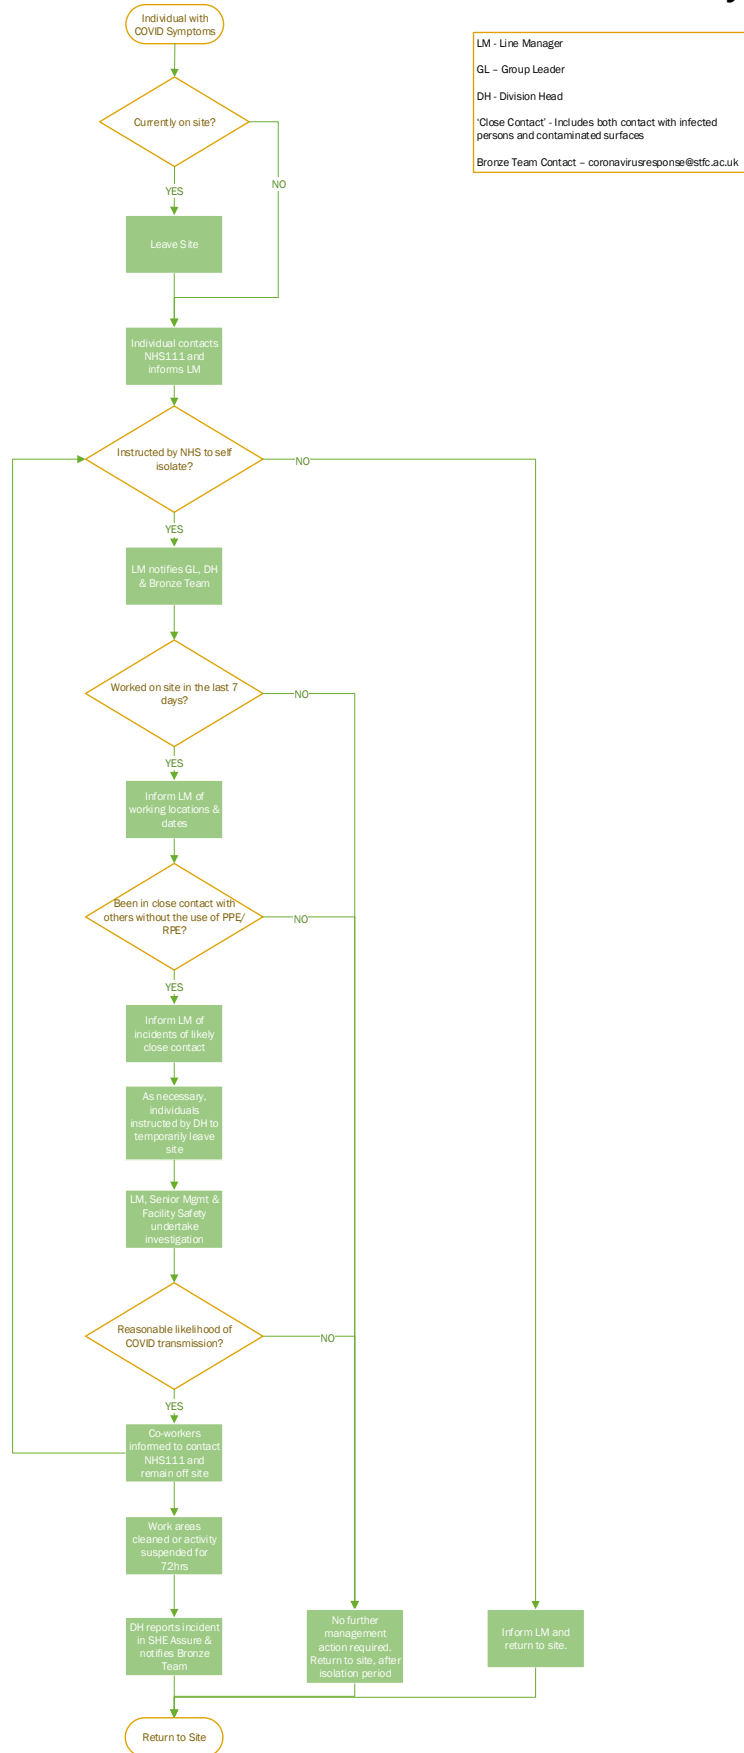 Individual with
COVID Symptoms
LM - Line Manager
GL – Group Leader
DH - Division Head
'Close Contact' - Includes both contact with infected
persons and contaminated surfaces
Bronze Team Contact – coronavirusresponse@stfc.ac.uk
Currently on site?
NO
YES
Leave Site
Individual contacts
NHS111 and
informs LM
Instructed by NHS to self
isolate?
NO
YES
LM notifies GL, DH
& Bronze Team
Worked on site in the last 7
days?
NO
YES
Inform LM of
working locations &
dates
Been in close contact with
others without the use of PPE/
RPE?
NO
YES
Inform LM of
incidents of likely
close contact
As necessary,
individuals
instructed by DH to
temporarily leave
site
LM, Senior Mgmt &
Facility Safety
undertake
investigation
Reasonable likelihood of
COVID transmission?
NO
YES
Co-workers
informed to contact
NHS111 and
remain off site
Work areas
cleaned or activity
suspended for
72hrs
DH reports incident
in SHE Assure &
notifies Bronze
Team
No further
management
action required.
Return to site, after
isolation period
Inform LM and
return to site.
Return to Site